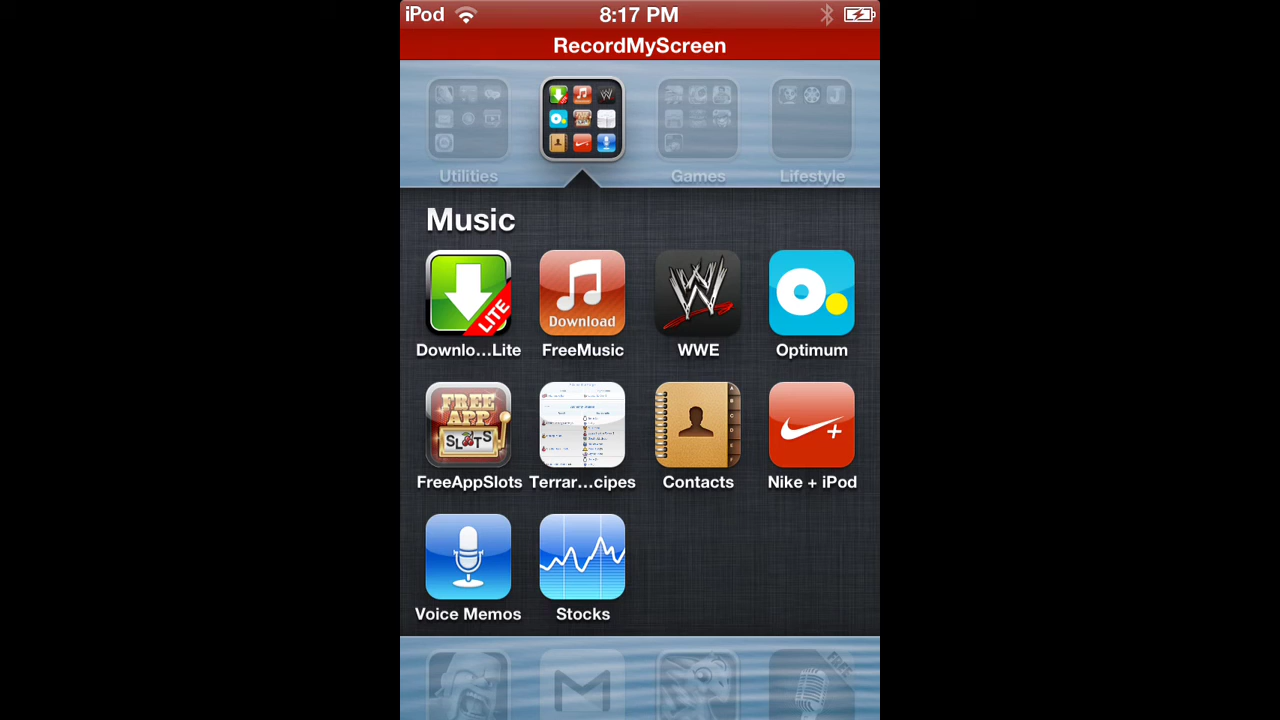 iPod 8:17 PM
RecordMyScreen
Utilities Games Lifestyle
Music
LITE Download
Downlo...Lite FreeMusic WWE Optimum
FREE APP SLOTS
FreeAppSlots Terrar...cipes Contacts Nike + iPod
Voice Memos Stocks
FREE